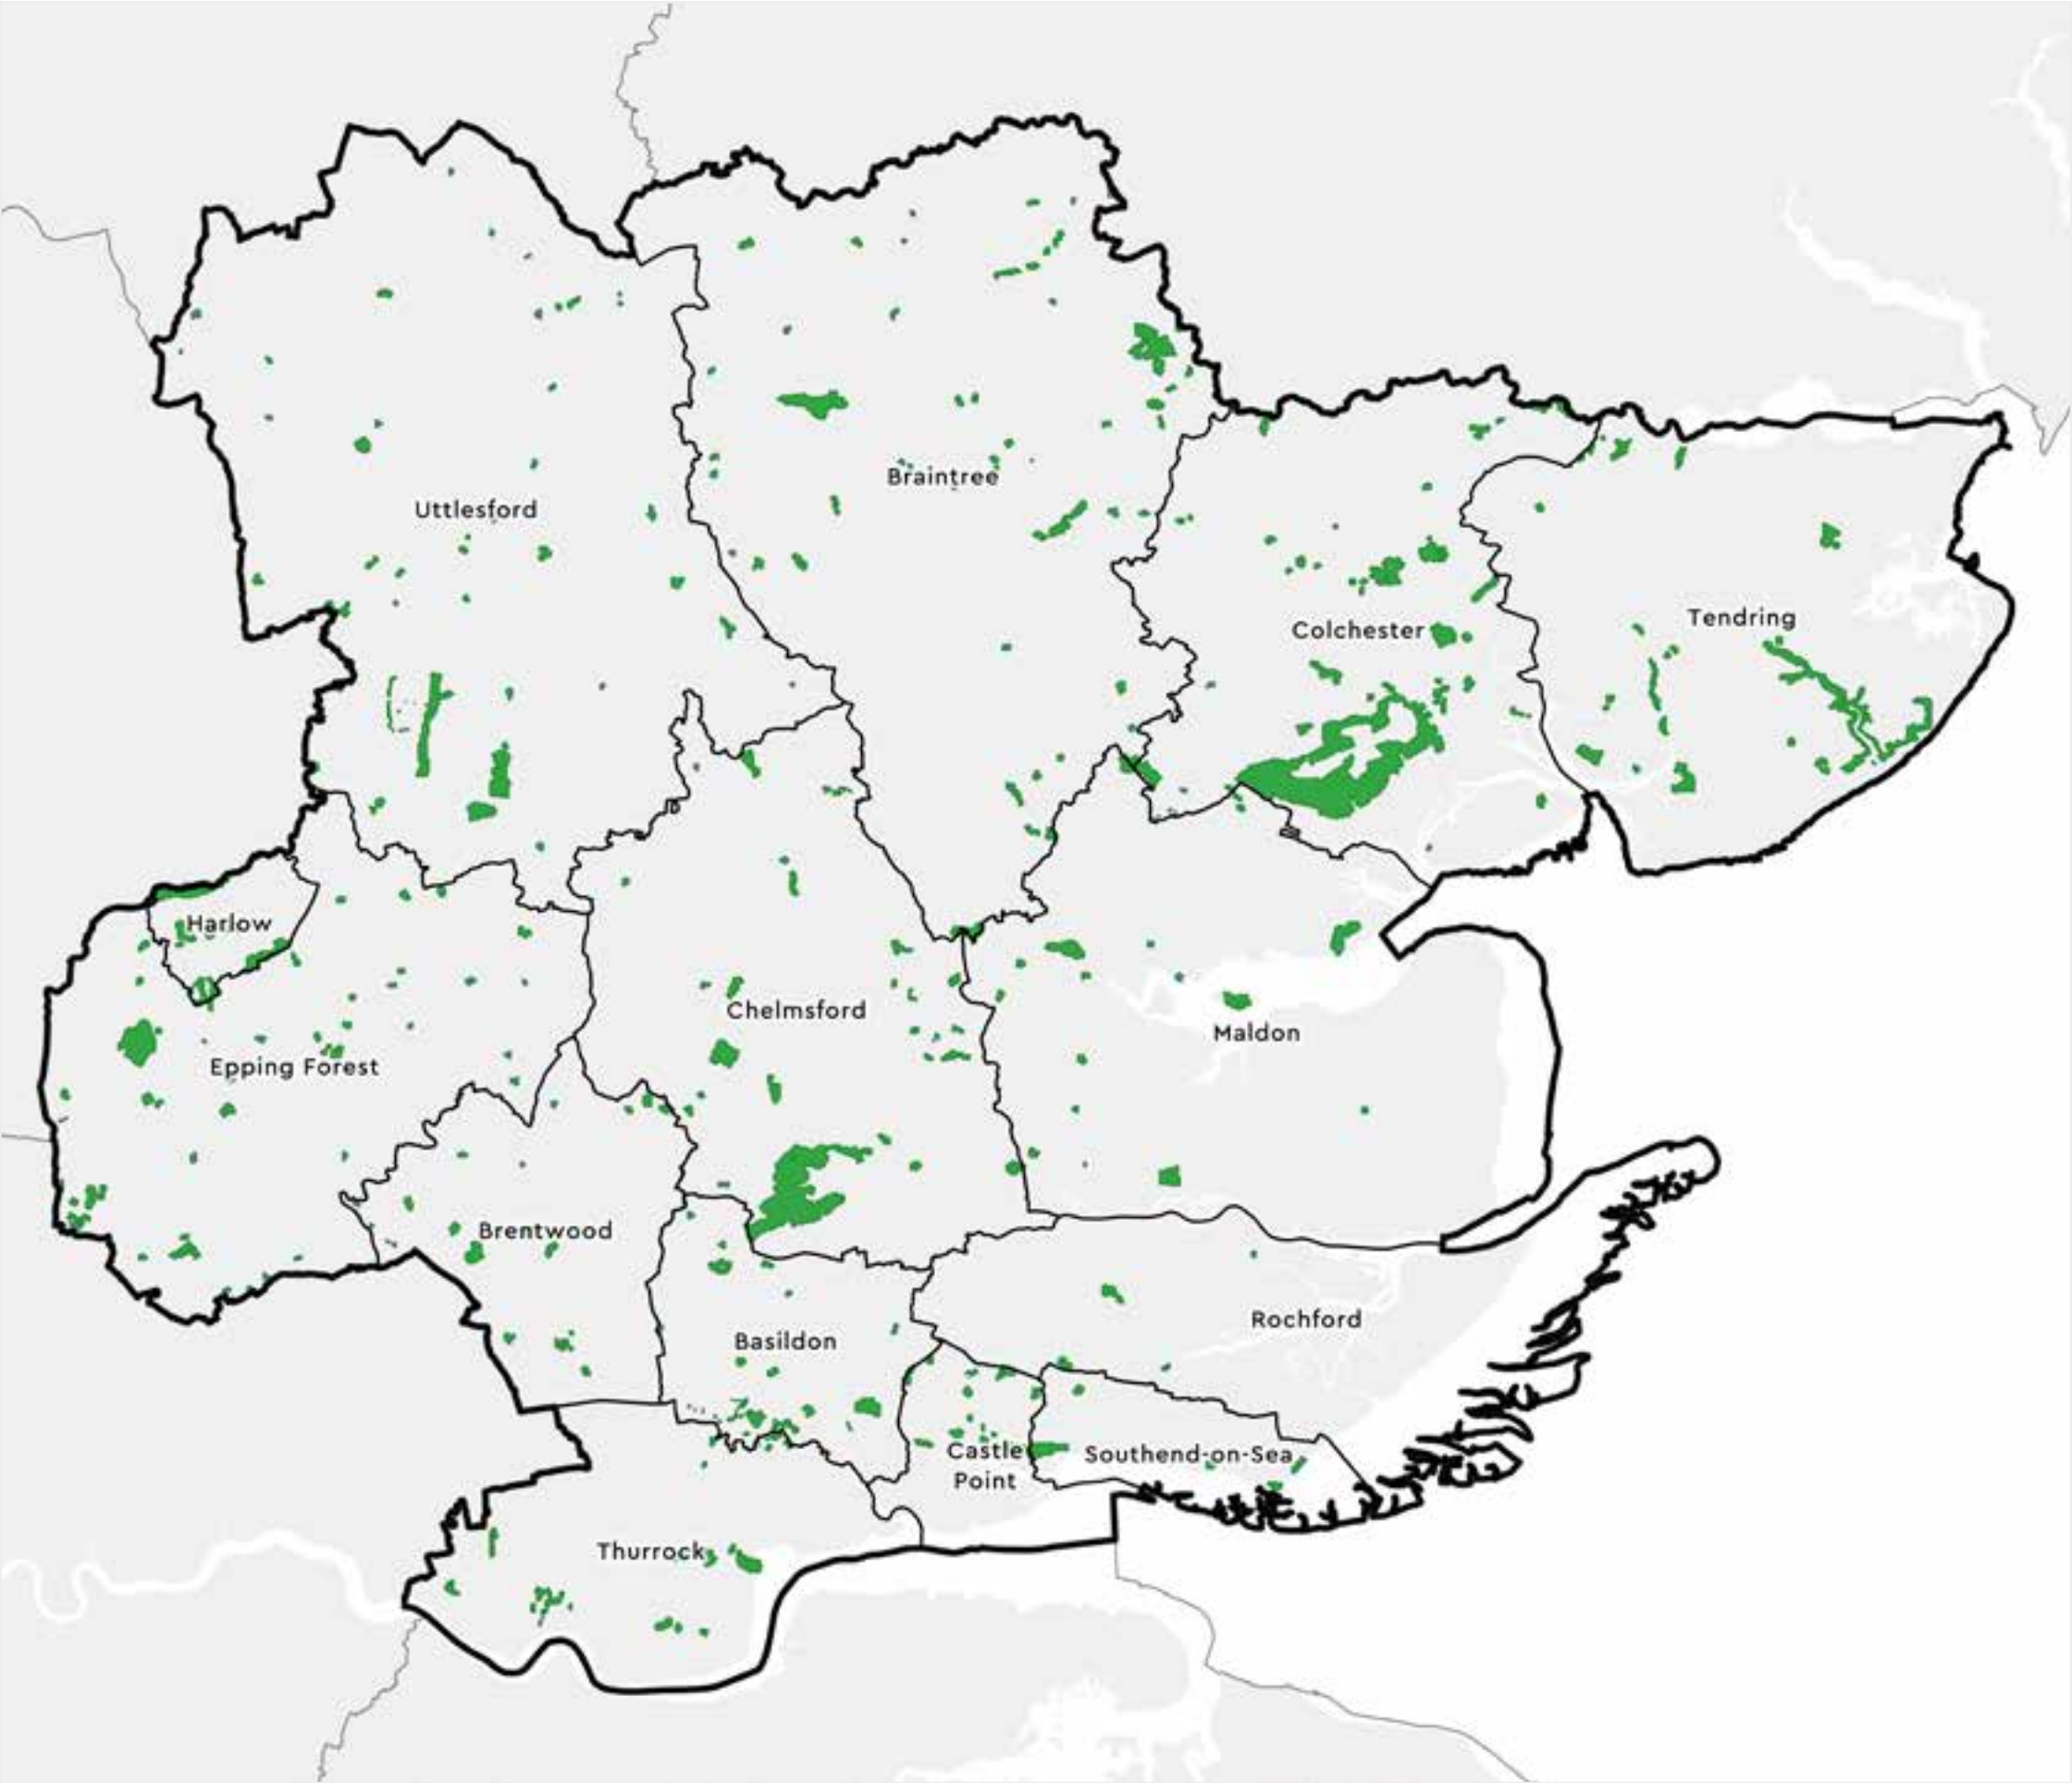 Braintree
Uttlesford
Tendring
Colchester
Harlow
Chelmsford
Maldon
Epping Forest
Brentwood
Rochford
Basildon
Castle
Point
Southend-on-Sea
Thurrock